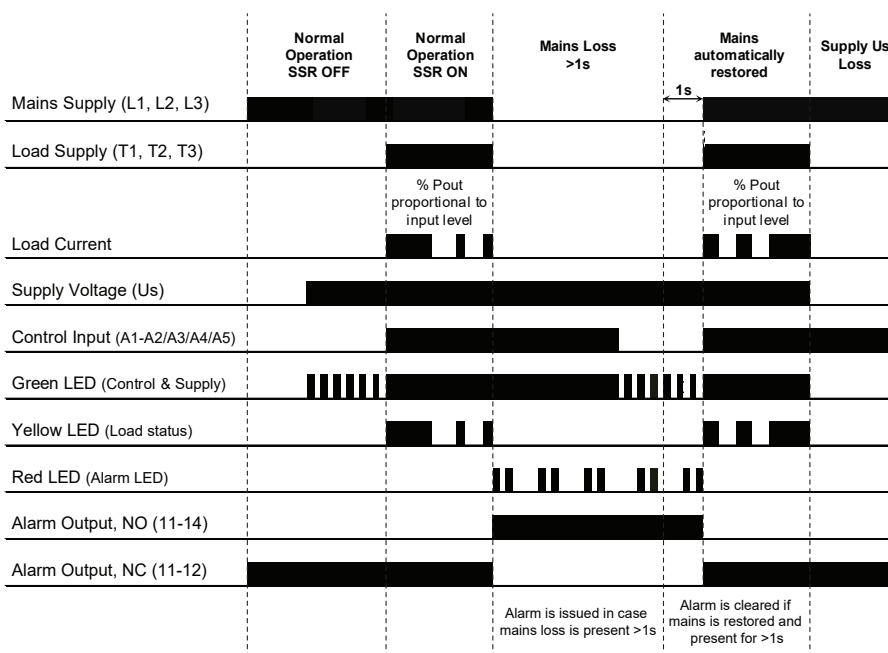 Normal
Operation
SSR OFF
Normal
Operation
SSR ON
Mains Loss
>1s
Mains
automatically
restored
Supply Us
Loss
1s
Mains Supply (L1, L2, L3)
Load Supply (T1, T2, T3)
% Pout
proportional to
input level
% Pout
proportional to
input level
Load Current
Supply Voltage (Us)
Control Input (A1-A2/A3/A4/A5)
Green LED (Control & Supply)
Yellow LED (Load status)
Red LED (Alarm LED)
Alarm Output, NO (11-14)
Alarm Output, NC (11-12)
Alarm is issued in case
mains loss is present >1s
Alarm is cleared if
mains is restored and
present for >1s